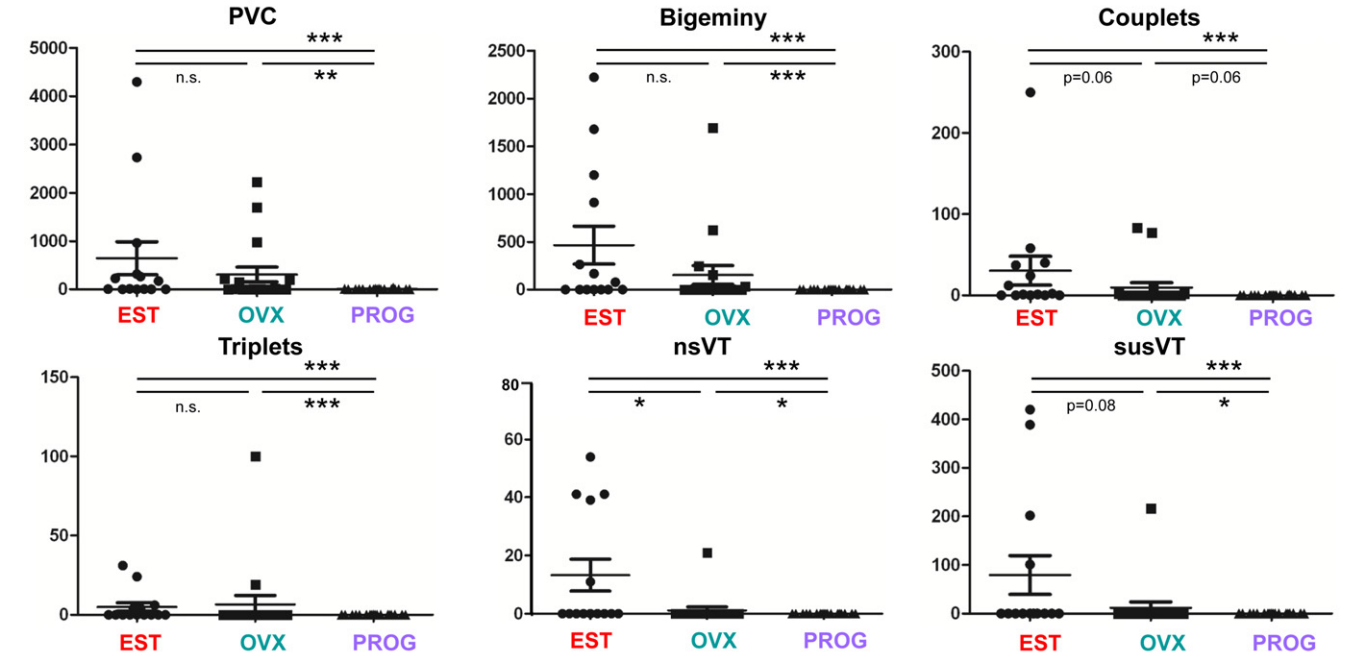 PVC
***
n.s. **
5000
4000
3000
2000
1000
0
EST OVX PROG
Bigeminy
***
n.s. ***
2500
2000
1500
1000
500
0
EST OVX PROG
Couplets
***
p=0.06 p=0.06
300
200
100
0
EST OVX PROG
Triplets
***
n.s. ***
150
100
50
0
EST OVX PROG
nsVT
***
* *
80
60
40
20
0
EST OVX PROG
susVT
***
p=0.08 *
500
400
300
200
100
0
EST OVX PROG